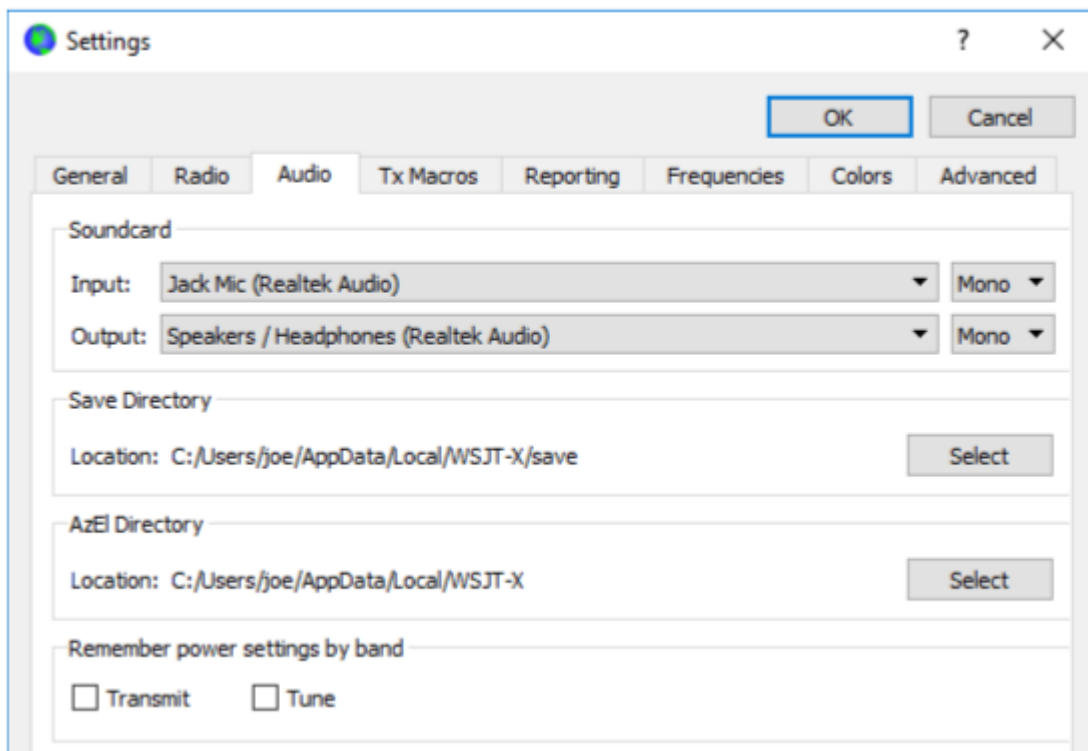 Settings ?
OK Cancel
General Radio Audio Tx Macros Reporting Frequencies Colors Advanced
Soundcard
Input: Jack Mic (Realtek Audio) Mono
Output: Speakers / Headphones (Realtek Audio) Mono
Save Directory
Location: C:/Users/joe/AppData/Local/WSJT-X/save Select
AzEl Directory
Location: C:/Users/joe/AppData/Local/WSJT-X Select
Remember power settings by band
Transmit Tune